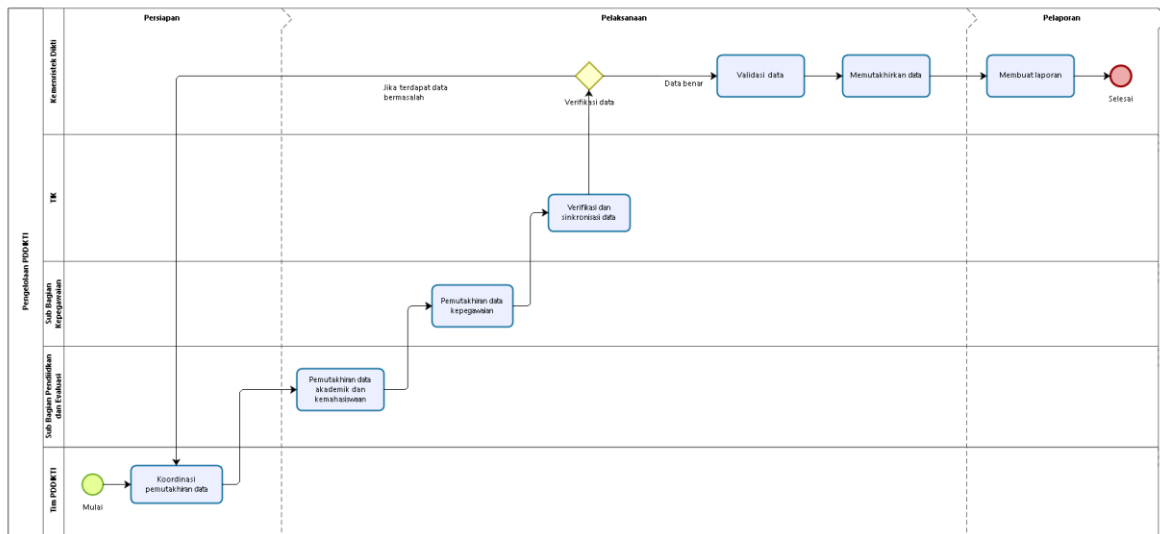 Persiapan
Pelaksanaan
Pelaporan
Pengelolaan PDDIKTI
Kemenristek Dikti
Jika terdapat data
bermasalah
Verifikasi data
Data benar
Validasi data
Memutakhirkan data
Membuat laporan
Selesai
TIK
Verifikasi dan
sinkronisasi data
Sub Bagian
Kepegawaian
Pemutakhiran data
kepegawaian
Sub Bagian Pendidikan
dan Evaluasi
Pemutakhiran data
akademik dan
kemahasiswaan
Tim PDDIKTI
Mulai
Koordinasi
pemutakhiran data